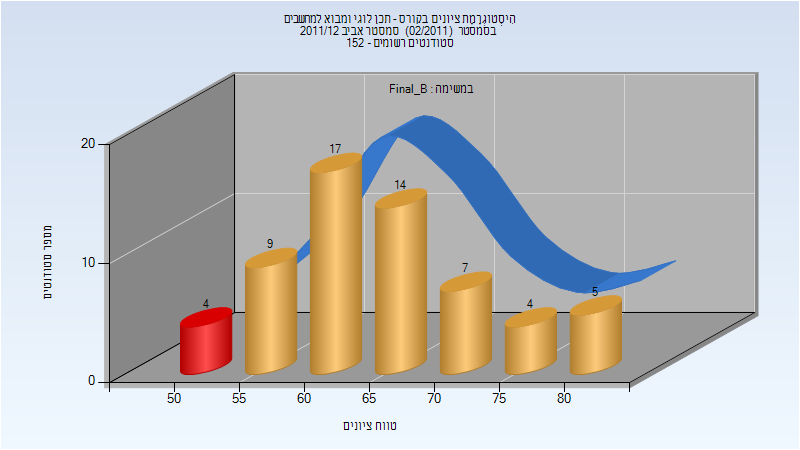 היסטוגרמת ציונים בקורס - תכן לוגי ומבוא למחשבים
בסמסטר (02/2011) סמסטר אביב 2011/12
סטודנטים רשומים - 152
במשימה : Final_B
20
10
0
מספר סטודנטים
4
9
17
14
7
4
5
50
55
60
65
70
75
80
טווח ציונים